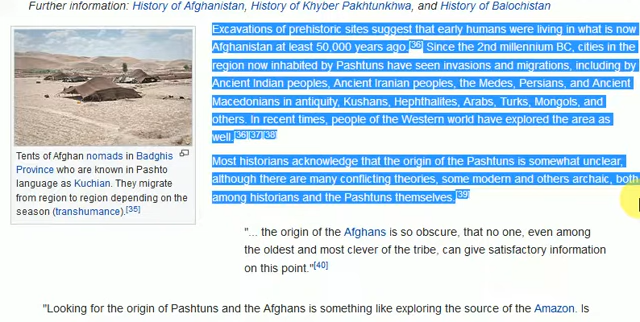 Further information: History of Afghanistan, History of Khyber Pakhtunkhwa, and History of Balochistan
Excavations of prehistoric sites suggest that early humans were living in what is now
Afghanistan at least 50,000 years ago.[36] Since the 2nd millennium BC, cities in the
region now inhabited by Pashtuns have seen invasions and migrations, including by
Ancient Indian peoples, Ancient Iranian peoples, the Medes, Persians, and Ancient
Macedonians in antiquity, Kushans, Hephthalites, Arabs, Turks, Mongols, and
others. In recent times, people of the Western world have explored the area as
well.[36][37][38]
Most historians acknowledge that the origin of the Pashtuns is somewhat unclear,
although there are many conflicting theories, some modern and others archaic, both
among historians and the Pashtuns themselves.[39]
Tents of Afghan nomads in Badghis
Province who are known in Pashto
language as Kuchian. They migrate
from region to region depending on the
season (transhumance).[35]
"... the origin of the Afghans is so obscure, that no one, even among
the oldest and most clever of the tribe, can give satisfactory information
on this point."[40]
"Looking for the origin of Pashtuns and the Afghans is something like exploring the source of the Amazon. Is